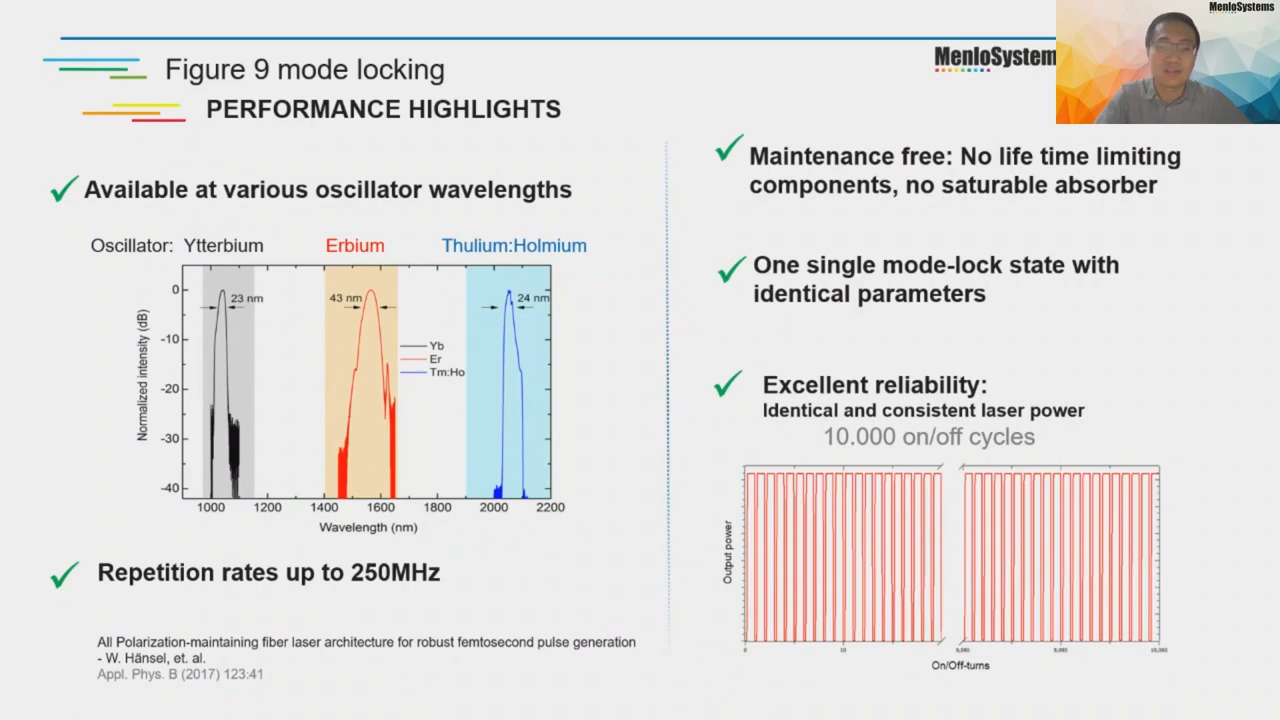 MenloSystems
Figure 9 mode locking
MenloSystem
PERFORMANCE HIGHLIGHTS
Available at various oscillator wavelengths
Oscillator: Ytterbium Erbium Thulium:Holmium
23 nm
43 nm
24 nm
Yb
Er
Tm:Ho
Normalized intensity (dB)
0
-10
-20
-30
-40
1000 1200 1400 1600 1800 2000 2200
Wavelength (nm)
Repetition rates up to 250MHz
All Polarization-maintaining fiber laser architecture for robust femtosecond pulse generation
- W. Hänsel, et. al.
Appl. Phys. B (2017) 123:41
Maintenance free: No life time limiting
components, no saturable absorber
One single mode-lock state with
identical parameters
Excellent reliability:
Identical and consistent laser power
10.000 on/off cycles
Output power
0 10 9,990 10,000
On/Off-turns